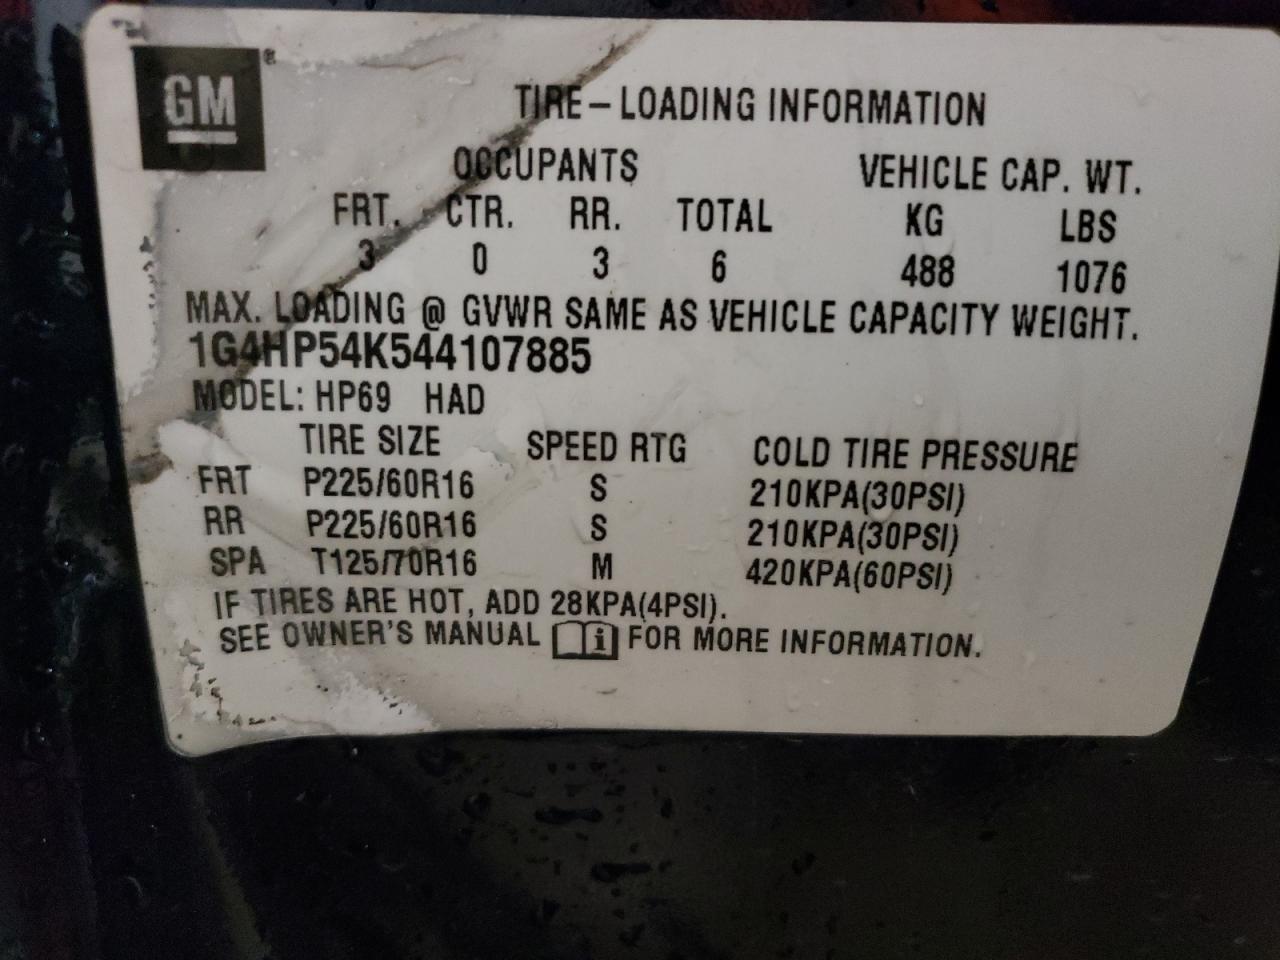 GM ®
TIRE-LOADING INFORMATION
OCCUPANTS VEHICLE CAP. WT.
FRT. CTR. RR. TOTAL KG LBS
3 0 3 6 488 1076
MAX. LOADING @ GVWR SAME AS VEHICLE CAPACITY WEIGHT.
1G4HP54K544107885
MODEL: HP69 HAD
TIRE SIZE SPEED RTG COLD TIRE PRESSURE
FRT P225/60R16 S 210KPA(30PSI)
RR P225/60R16 S 210KPA(30PSI)
SPA T125/70R16 M 420KPA(60PSI)
IF TIRES ARE HOT, ADD 28KPA(4PSI).
SEE OWNER'S MANUAL i FOR MORE INFORMATION.